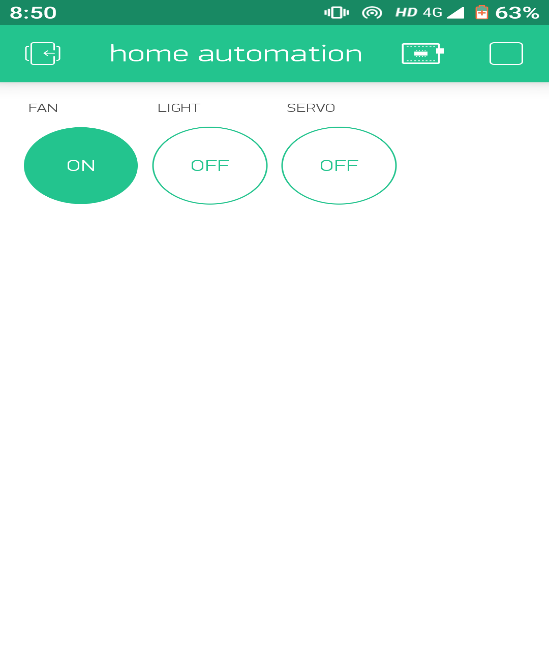 8:50 HD 4G 63%
home automation
FAN LIGHT SERVO
ON OFF OFF